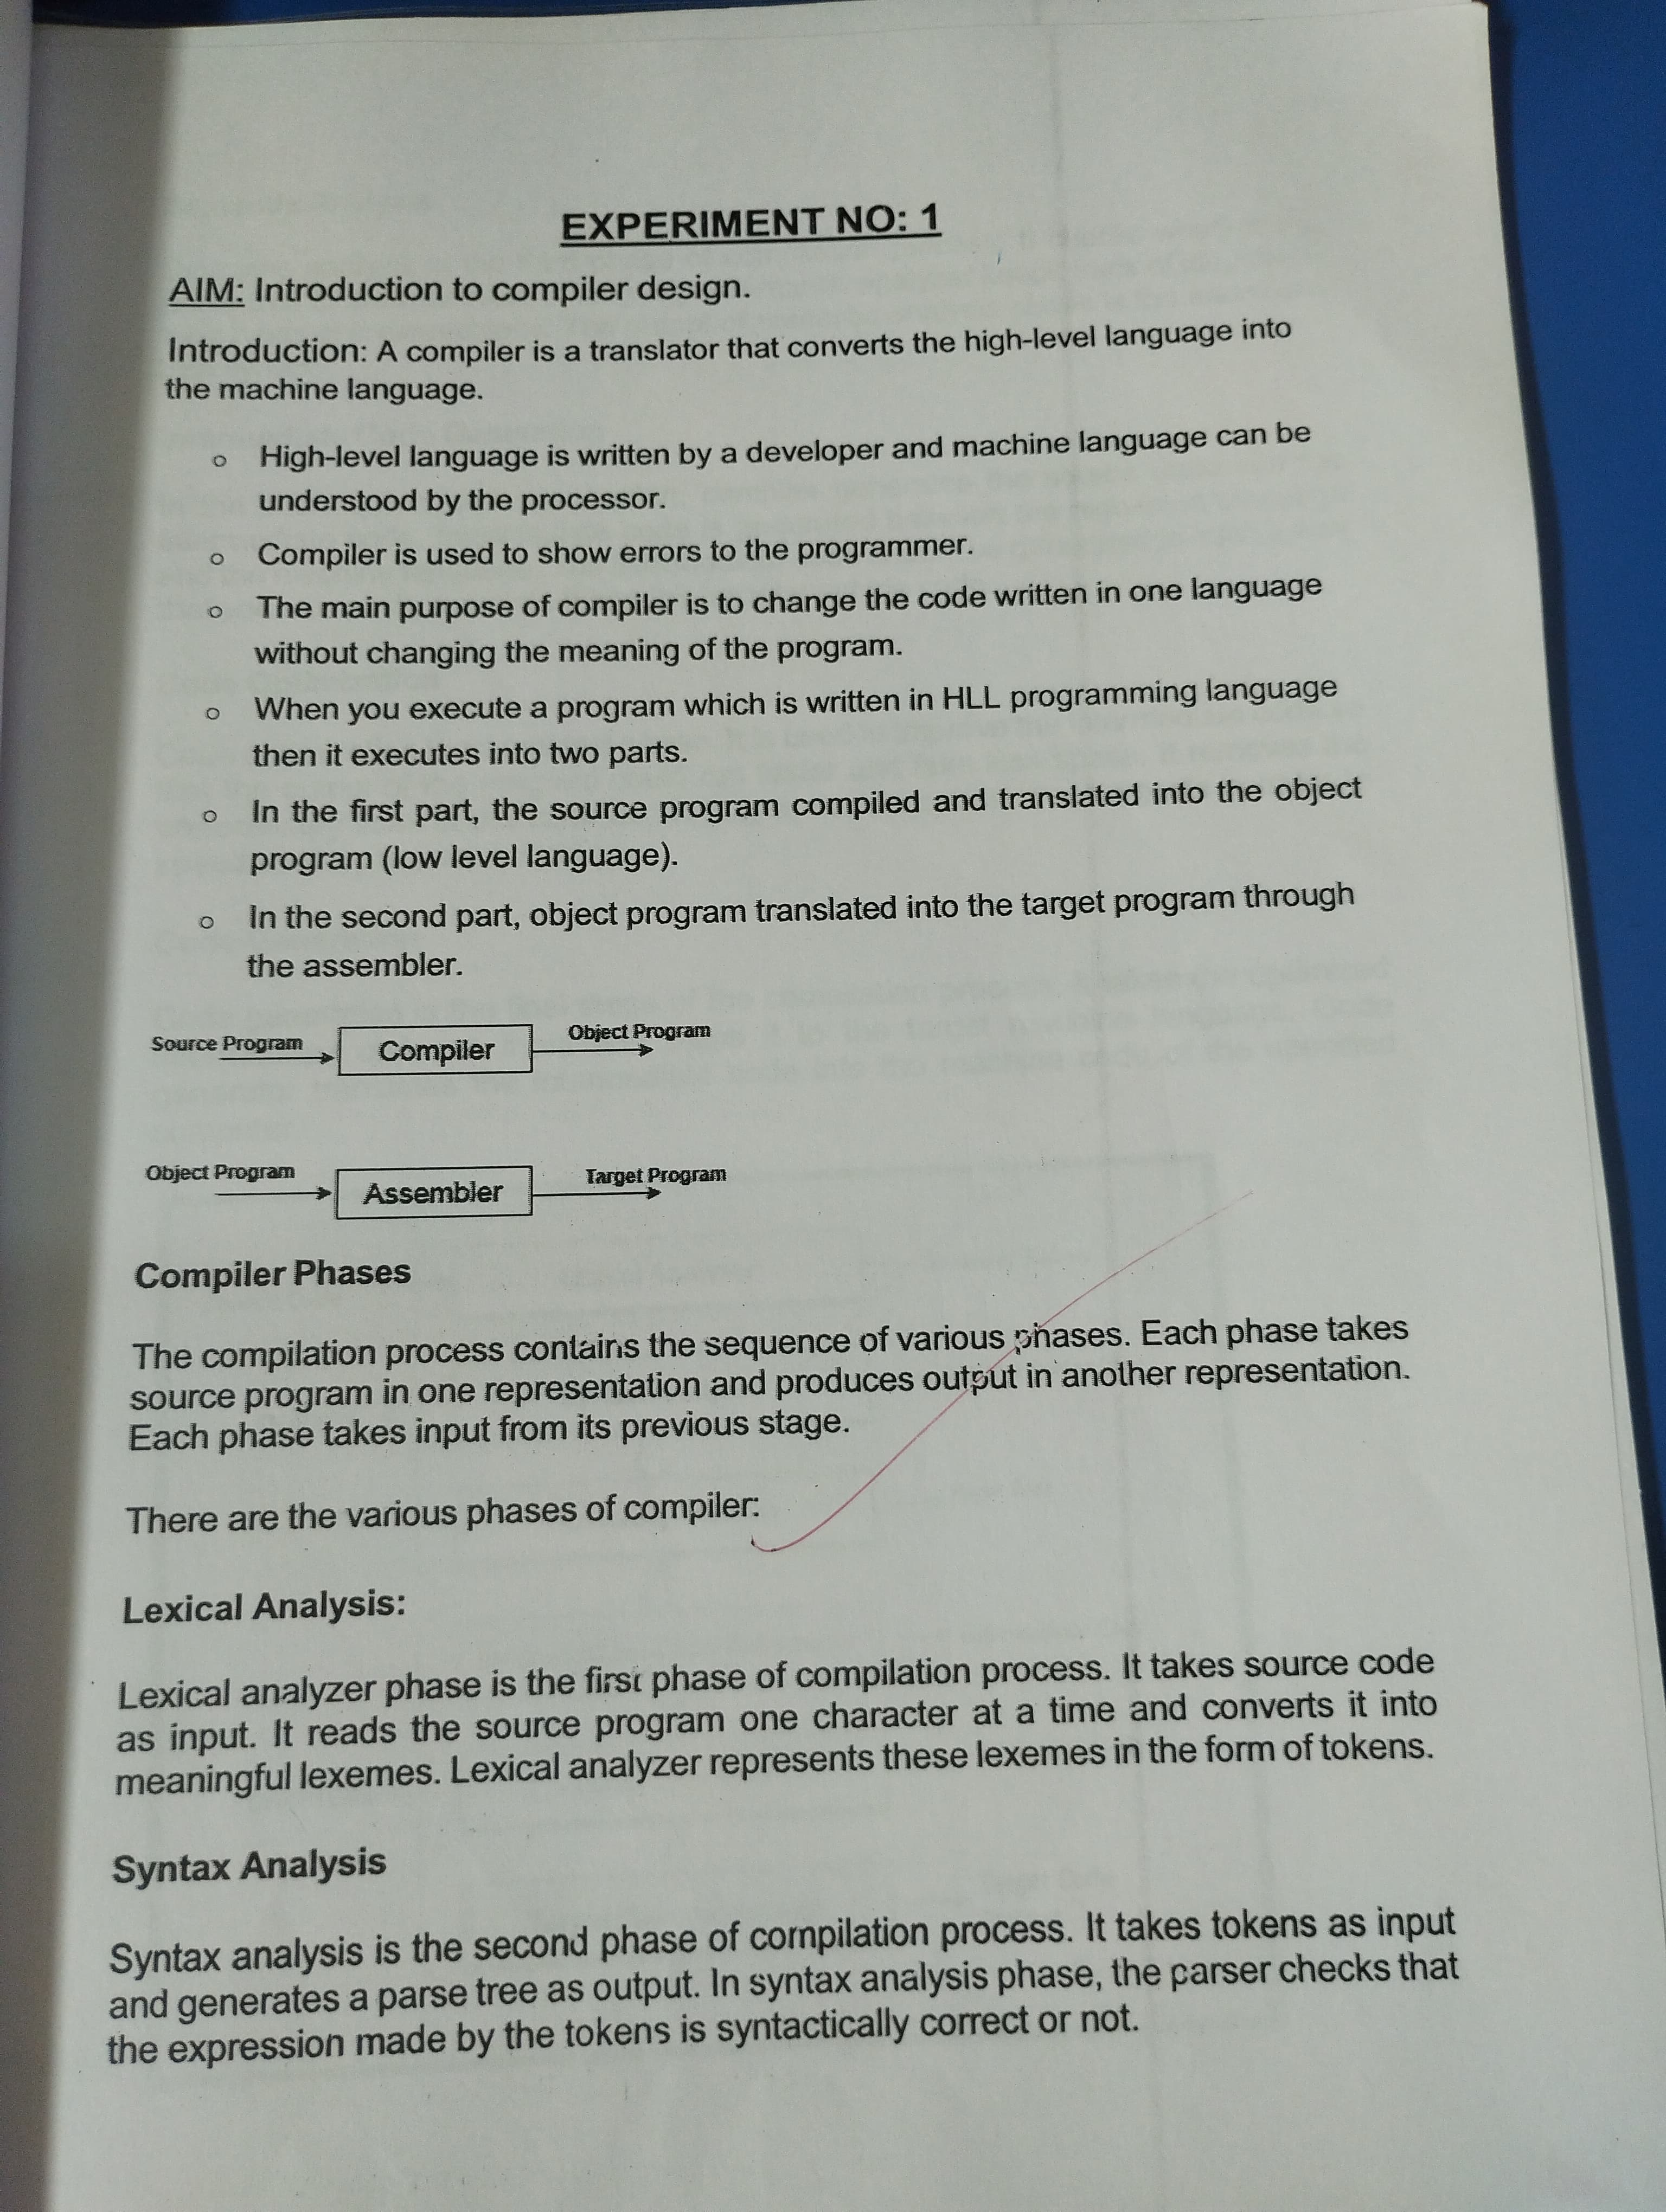 EXPERIMENT NO: 1
AIM: Introduction to compiler design.
Introduction: A compiler is a translator that converts the high-level language into
the machine language.
o High-level language is written by a developer and machine language can be
understood by the processor.
o Compiler is used to show errors to the programmer.
o The main purpose of compiler is to change the code written in one language
without changing the meaning of the program.
o When you execute a program which is written in HLL programming language
then it executes into two parts.
o In the first part, the source program compiled and translated into the object
program (low level language).
o In the second part, object program translated into the target program through
the assembler.
Source Program Compiler Object Program
Object Program Assembler Target Program
Compiler Phases
The compilation process contains the sequence of various phases. Each phase takes
source program in one representation and produces output in another representation.
Each phase takes input from its previous stage.
There are the various phases of compiler:
Lexical Analysis:
Lexical analyzer phase is the first phase of compilation process. It takes source code
as input. It reads the source program one character at a time and converts it into
meaningful lexemes. Lexical analyzer represents these lexemes in the form of tokens.
Syntax Analysis
Syntax analysis is the second phase of compilation process. It takes tokens as input
and generates a parse tree as output. In syntax analysis phase, the parser checks that
the expression made by the tokens is syntactically correct or not.